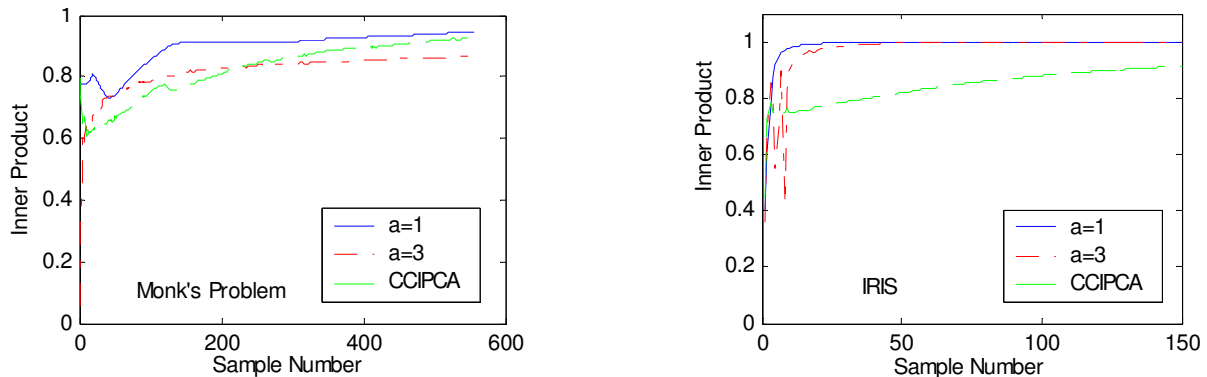 1
0.8
0.6
0.4
0.2
0
Inner Product
0
200
400
600
Sample Number
Monk's Problem
a=1
a=3
CCIPCA
1
0.8
0.6
0.4
0.2
0
Inner Product
0
50
100
150
Sample Number
IRIS
a=1
a=3
CCIPCA